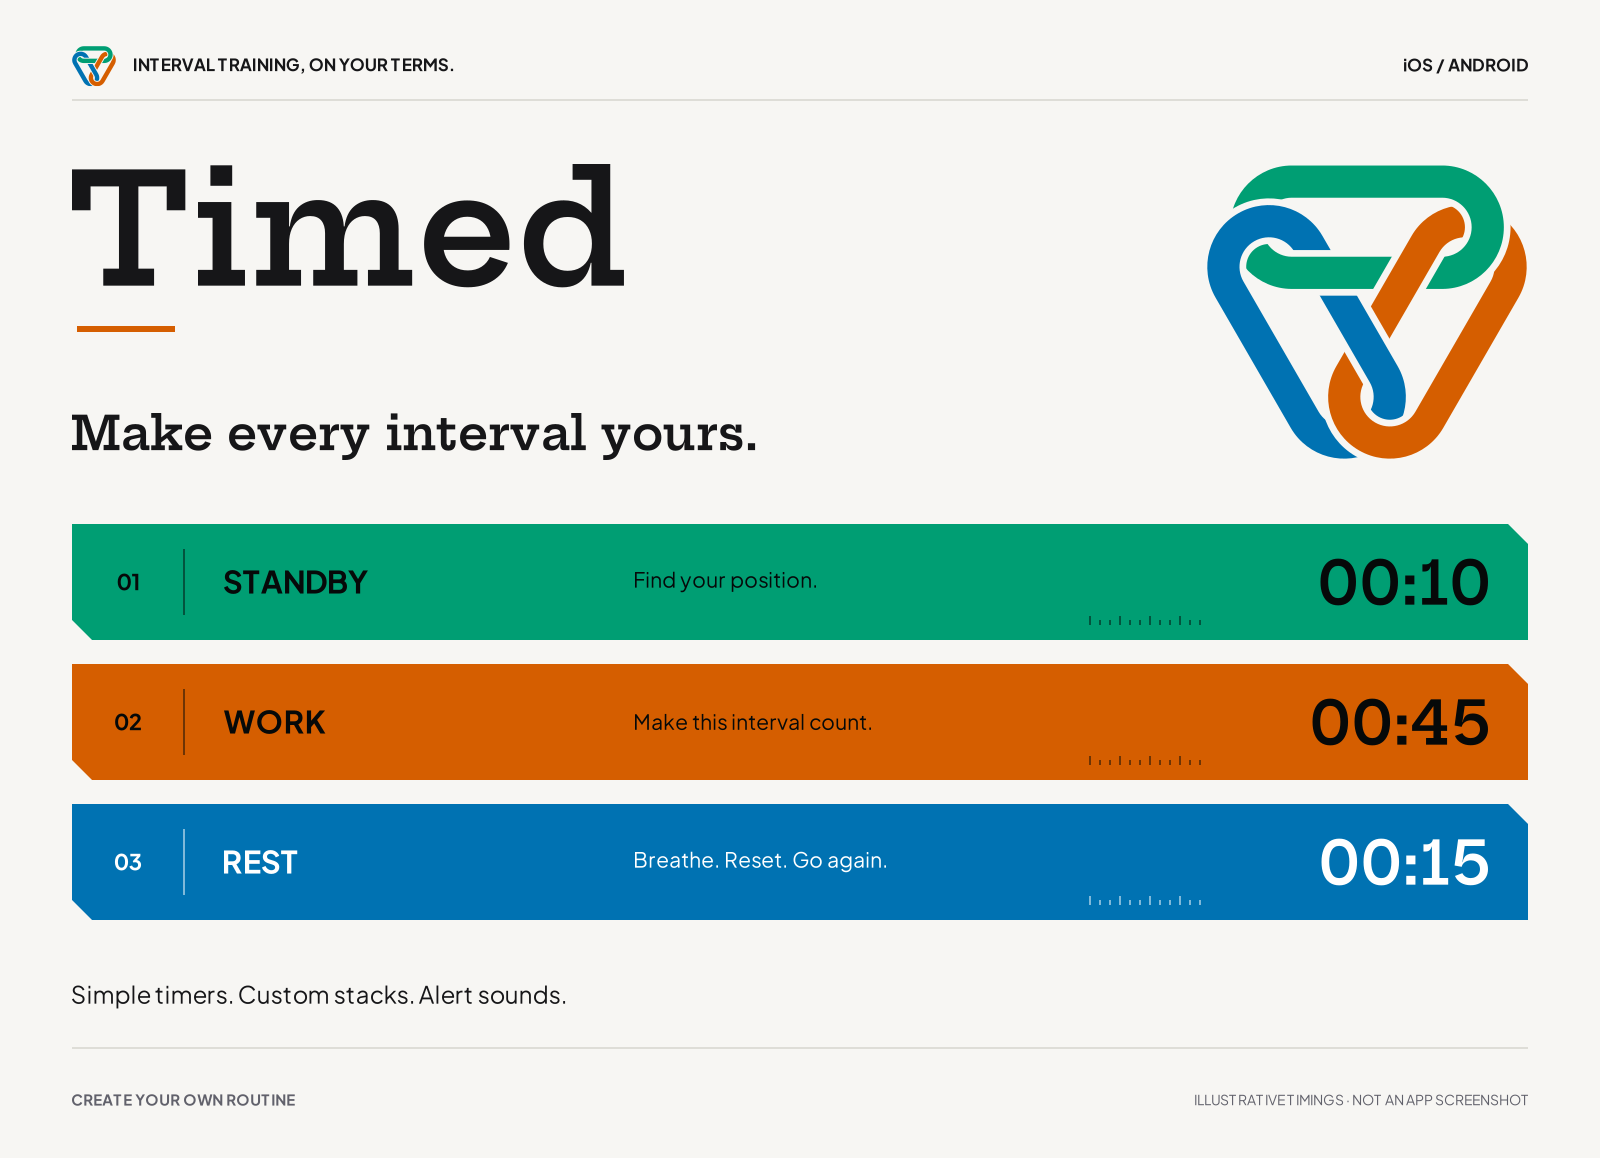 INTERVAL TRAINING, ON YOUR TERMS.
iOS / ANDROID
Timed
Make every interval yours.
01 STANDBY Find your position. 00:10
02 WORK Make this interval count. 00:45
03 REST Breathe. Reset. Go again. 00:15
Simple timers. Custom stacks. Alert sounds.
CREATE YOUR OWN ROUTINE
ILLUSTRATIVE TIMINGS · NOT AN APP SCREENSHOT